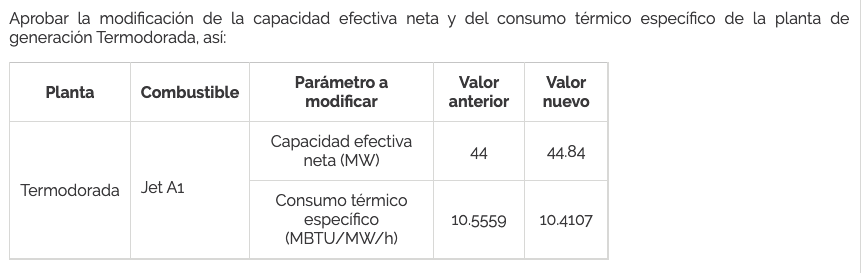 Aprobar la modificación de la capacidad efectiva neta y del consumo térmico específico de la planta de
generación Termodorada, así:
Planta
Combustible
Parámetro a
modificar
Valor
anterior
Valor
nuevo
Termodorada
Jet A1
Capacidad efectiva
neta (MW)
44
44.84
Consumo térmico
específico
(MBTU/MW/h)
10.5559
10.4107